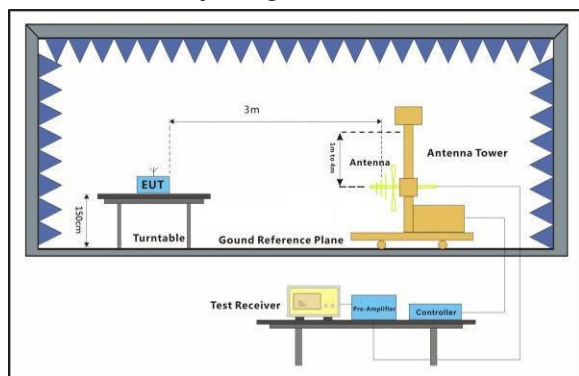 3m
1m to 4m
Antenna
Antenna Tower
EUT
150cm
Turntable
Gound Reference Plane
Test Receiver
Pre-Amplifier
Controller